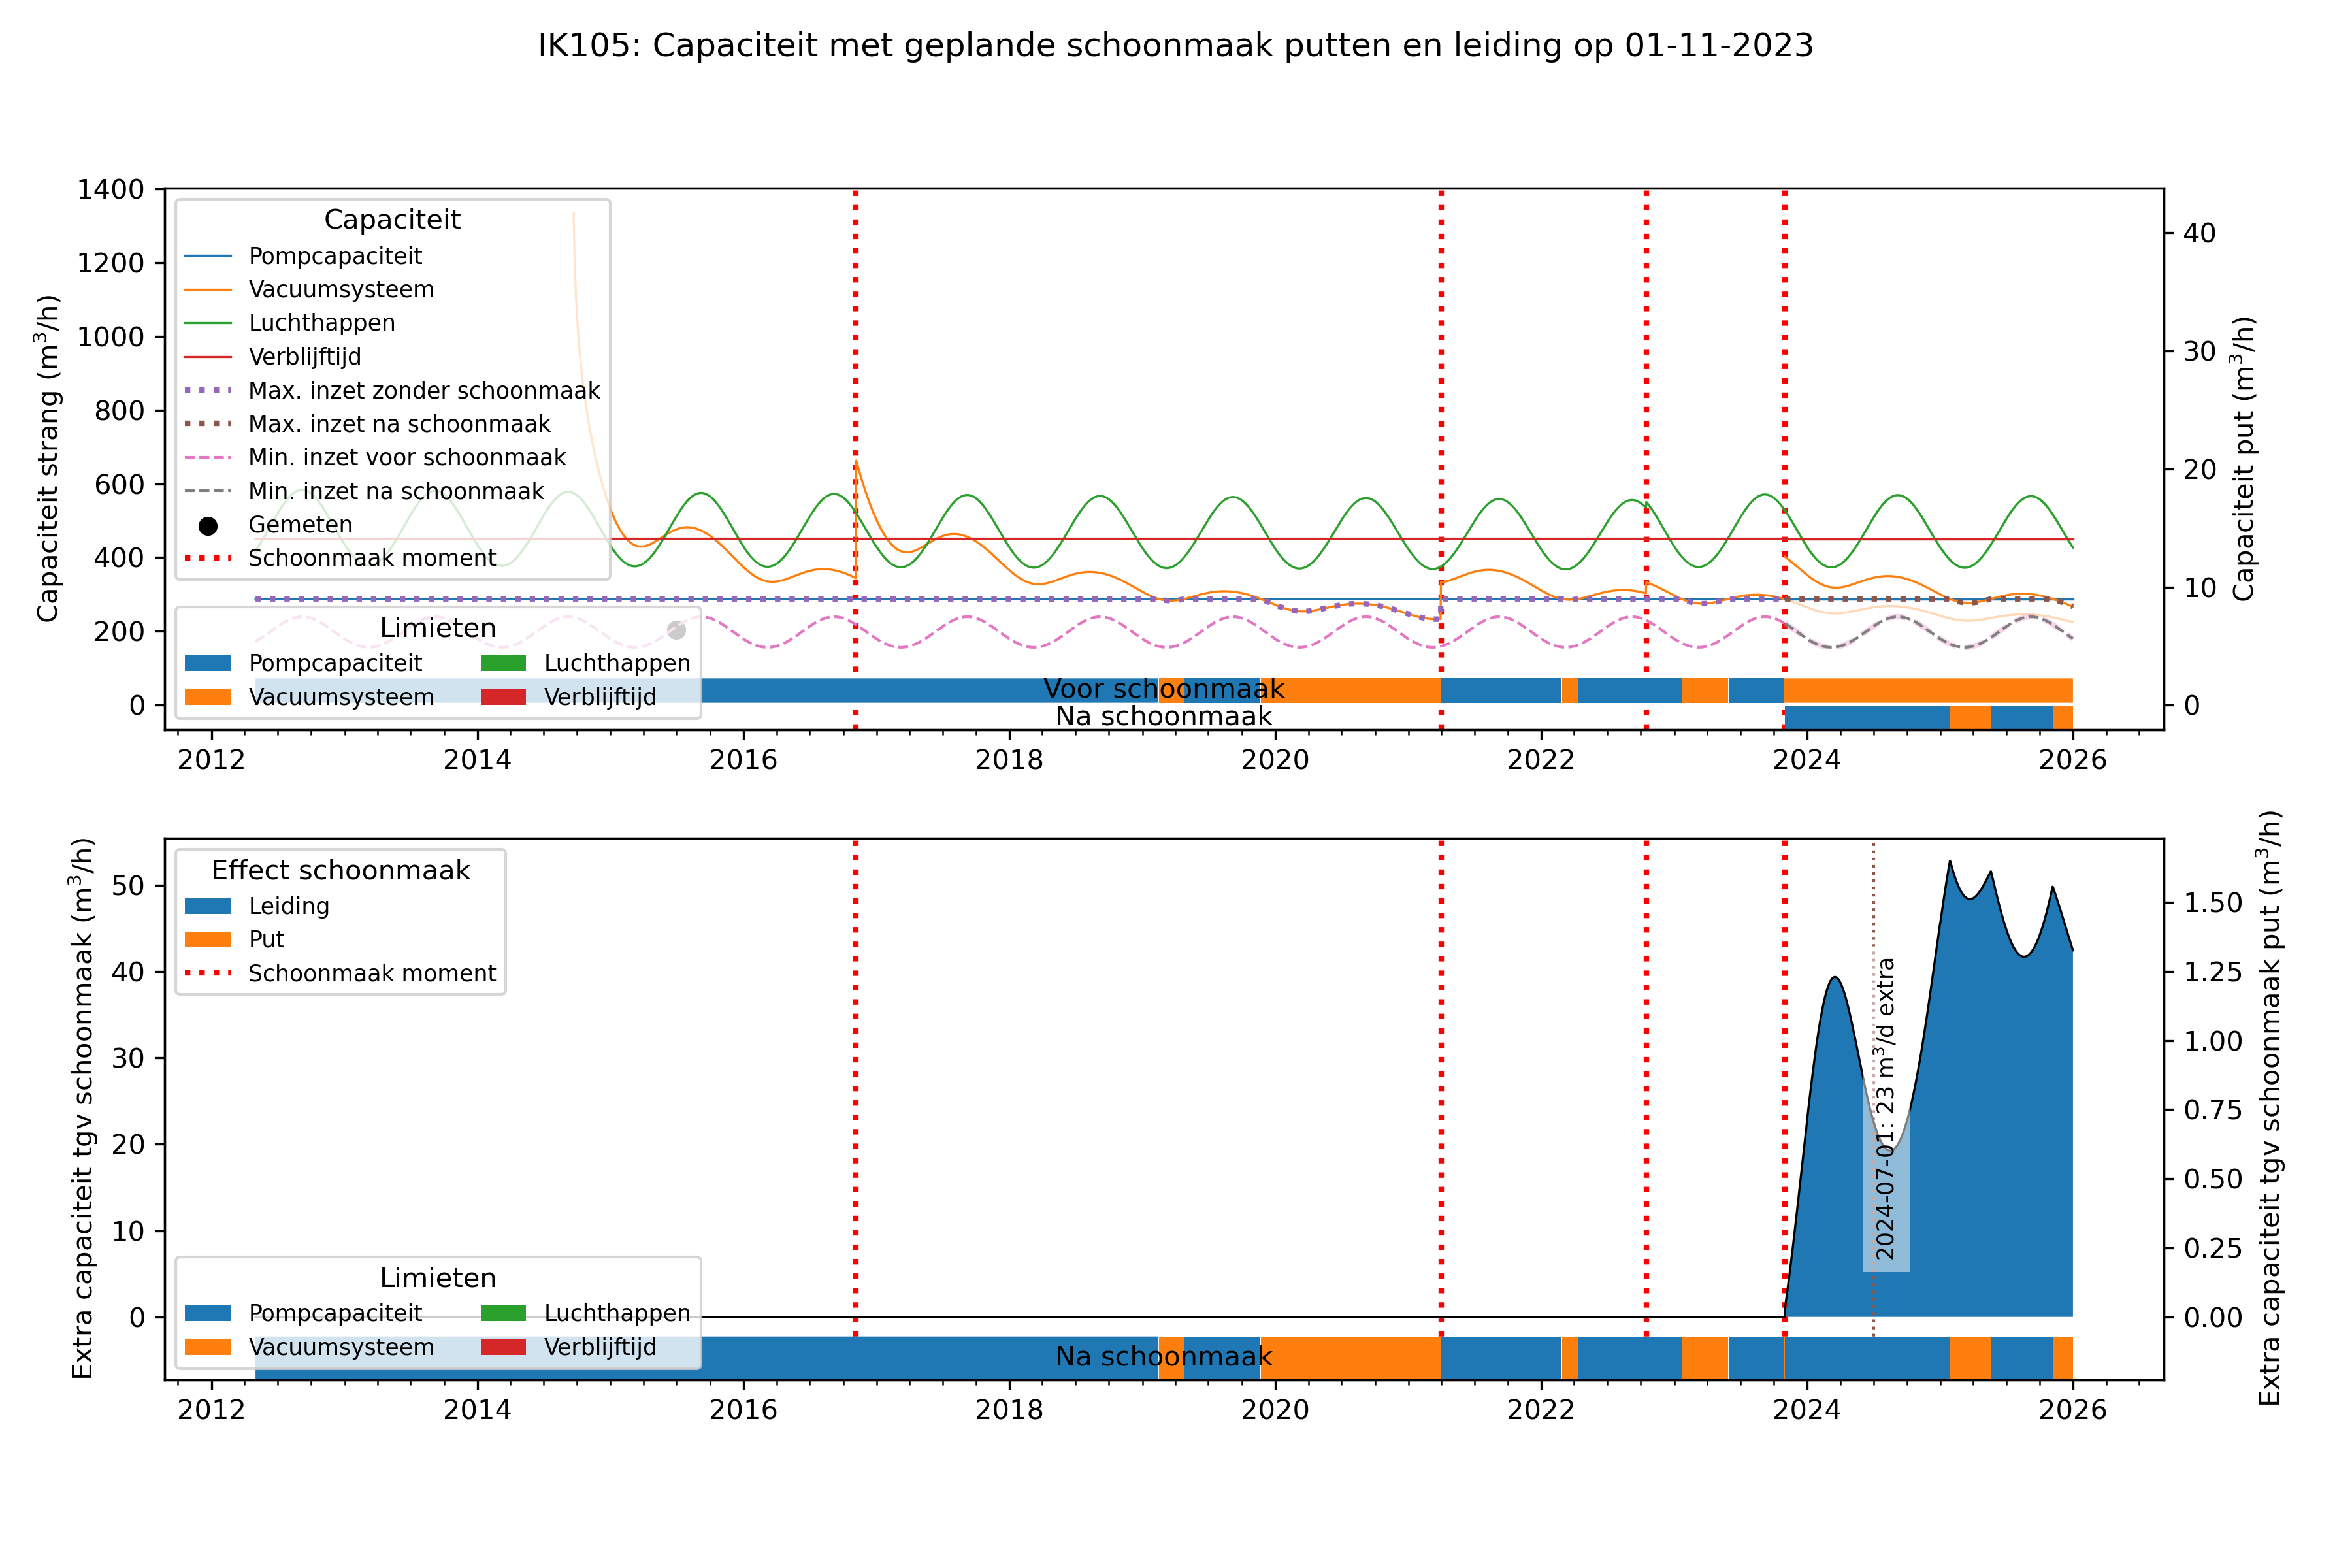 IK105: Capaciteit met geplande schoonmaak putten en leiding op 01-11-2023
Capaciteit strang (m³/h)
1400
1200
1000
800
600
400
200
0
Capaciteit
Pompcapaciteit
Vacuumsysteem
Luchthappen
Verblijftijd
Max. inzet zonder schoonmaak
Max. inzet na schoonmaak
Min. inzet voor schoonmaak
Min. inzet na schoonmaak
Gemeten
Schoonmaak moment
Limieten
Pompcapaciteit Luchthappen
Vacuumsysteem Verblijftijd
Voor schoonmaak
Na schoonmaak
40
30
20
10
0
Capaciteit put (m³/h)
2012 2014 2016 2018 2020 2022 2024 2026
Extra capaciteit tgv schoonmaak (m³/h)
50
40
30
20
10
0
Effect schoonmaak
Leiding
Put
Schoonmaak moment
Limieten
Pompcapaciteit Luchthappen
Vacuumsysteem Verblijftijd
Na schoonmaak
2024-07-01: 23 m³/d extra
1.50
1.25
1.00
0.75
0.50
0.25
0.00
Extra capaciteit tgv schoonmaak put (m³/h)
2012 2014 2016 2018 2020 2022 2024 2026